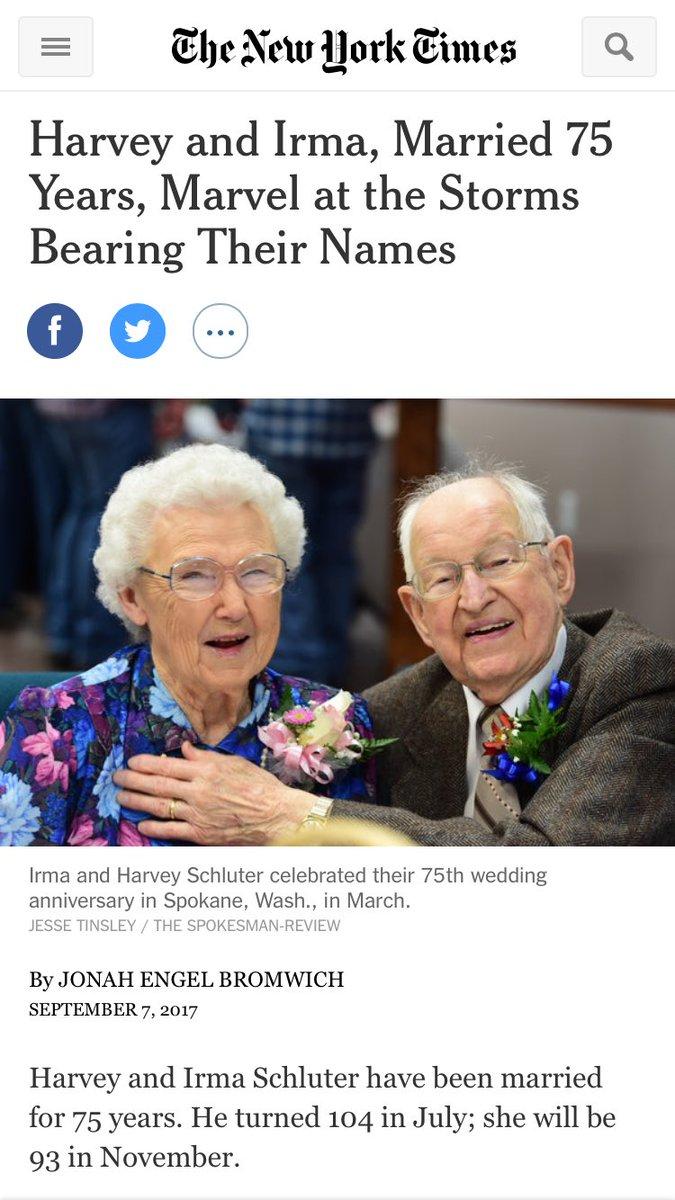 The New York Times
Harvey and Irma, Married 75
Years, Marvel at the Storms
Bearing Their Names
Irma and Harvey Schluter celebrated their 75th wedding
anniversary in Spokane, Wash., in March.
JESSE TINSLEY / THE SPOKESMAN-REVIEW
By JONAH ENGEL BROMWICH
SEPTEMBER 7, 2017
Harvey and Irma Schluter have been married
for 75 years. He turned 104 in July; she will be
93 in November.